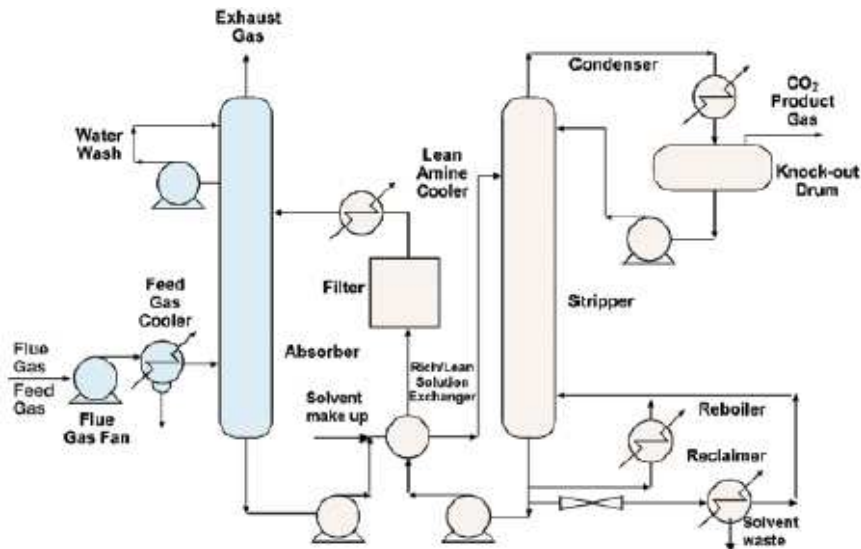 Exhaust
Gas
Condenser
CO₂
Product
Gas
Water
Wash
Lean
Amine
Cooler
Knock-out
Drum
Feed
Gas
Cooler
Filter
Stripper
Flue
Gas
Feed
Gas
Absorber
Rich/Lean
Solution
Exchanger
Flue
Gas Fan
Solvent
make up
Reboiler
Reclaimer
Solvent
waste